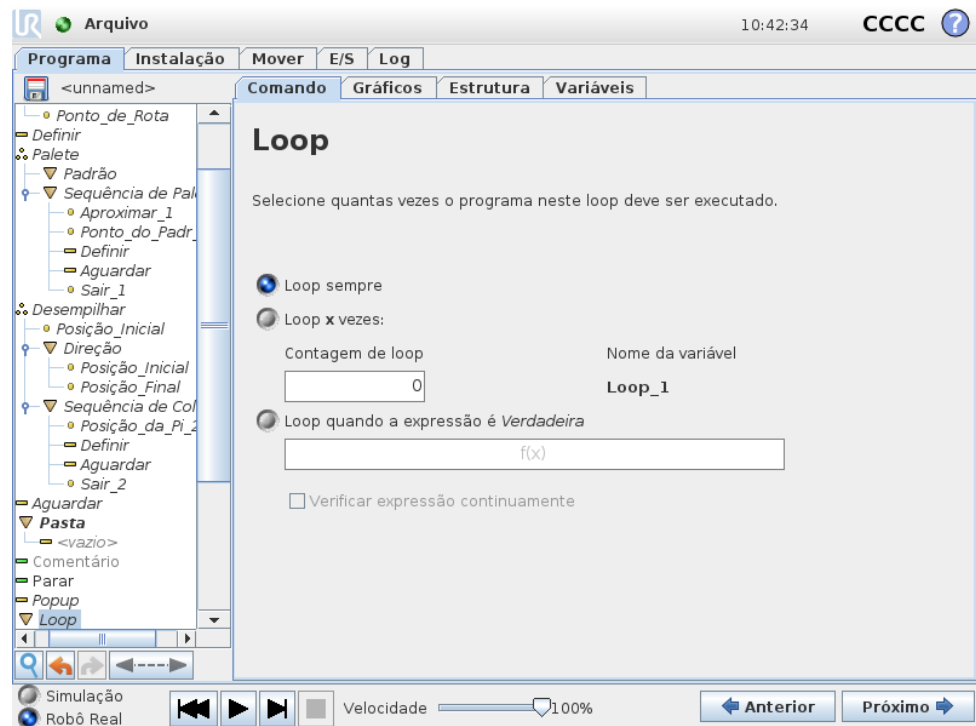 Arquivo 10:42:34 CCCC ?
Programa Instalação Mover E/S Log
<unnamed>
Comando Gráficos Estrutura Variáveis
Ponto_de_Rota
Definir
Palete
Padrão
Sequência de Pal
Aproximar_1
Ponto_do_Padr_
Definir
Aguardar
Sair_1
Desempilhar
Posição_Inicial
Direção
Posição_Inicial
Posição_Final
Sequência de Col
Posição_da_Pi_2
Definir
Aguardar
Sair_2
Aguardar
Pasta
<vazio>
Comentário
Parar
Popup
Loop
Loop
Selecione quantas vezes o programa neste loop deve ser executado.
Loop sempre
Loop x vezes:
Contagem de loop Nome da variável
0 Loop_1
Loop quando a expressão é Verdadeira
f(x)
Verificar expressão continuamente
Simulação
Robô Real
Velocidade 100%
Anterior Próximo